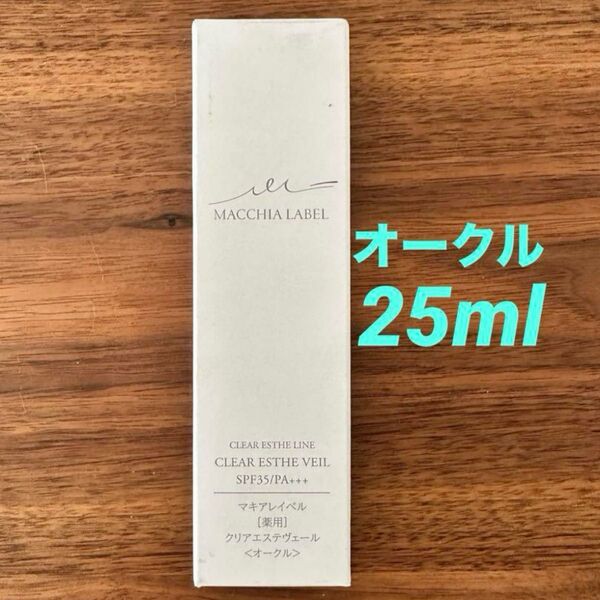 MACCHIA LABEL
オークル
25ml
CLEAR ESTHE LINE
CLEAR ESTHE VEIL
SPF35/PA+++
マキアレイベル
[薬用]
クリアエステヴェール
<オークル>